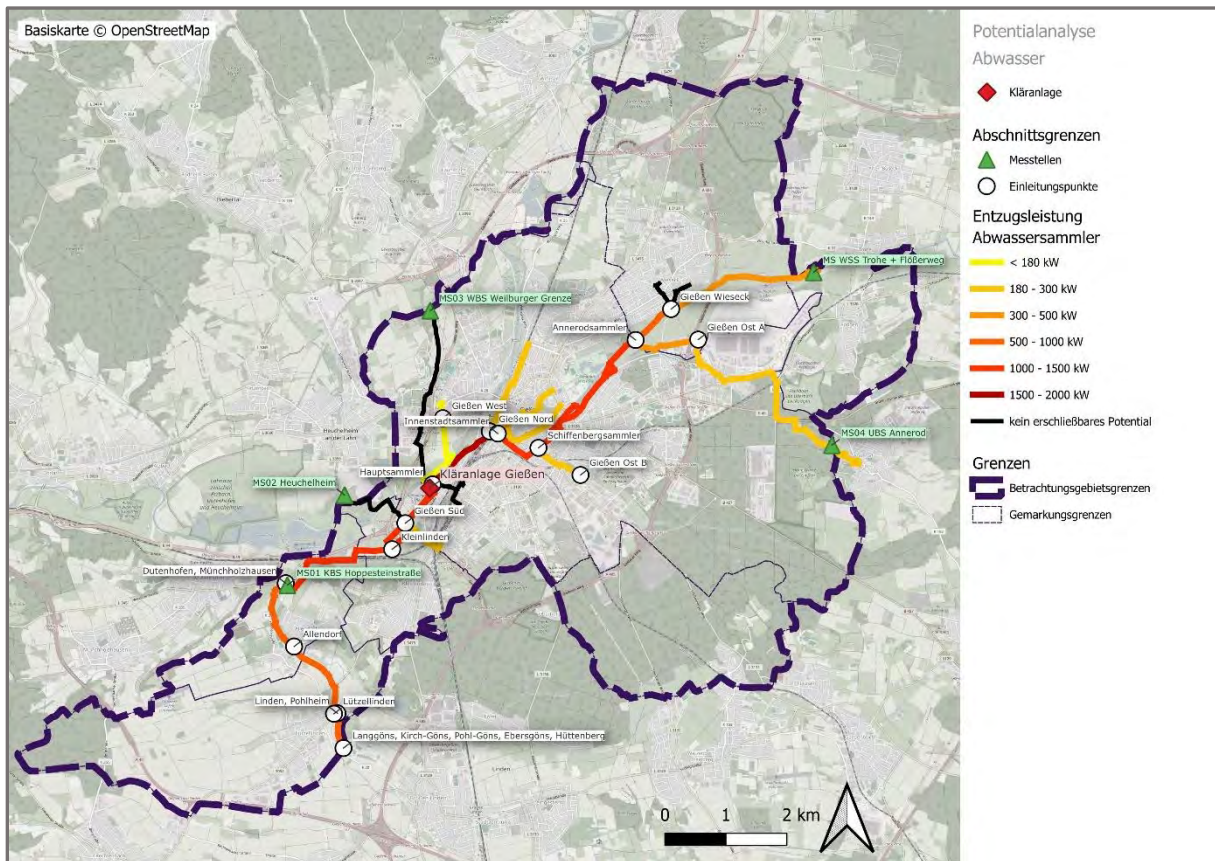 Basiskarte © OpenStreetMap
MS WSS Trohe + Flößerweg
MS03 WBS Weilburger Grenze
Gießen Wieseck
Annerodsammler
Gießen Ost A
Gießen West
Innenstadtsammler
Gießen Nord
Schiffenbergsammler
MS04 UBS Annerod
Gießen Ost B
Hauptsammler
Kläranlage Gießen
MS02 Heuchelheim
Gießen Süd
Kleinlinden
Dutenhofen, Münchholzhausen
MS01 KBS Hoppesteinstraße
Allendorf
Linden, Pohlheim
Lützellinden
Langgöns, Kirch-Göns, Pohl-Göns, Ebersgöns, Hüttenberg
Linden
0 1 2 km
Potentialanalyse
Abwasser
Kläranlage
Abschnittsgrenzen
Messtellen
Einleitungspunkte
Entzugsleistung
Abwassersammler
< 180 kW
180 - 300 kW
300 - 500 kW
500 - 1000 kW
1000 - 1500 kW
1500 - 2000 kW
kein erschließbares Potential
Grenzen
Betrachtungsgebietsgrenzen
Gemarkungsgrenzen